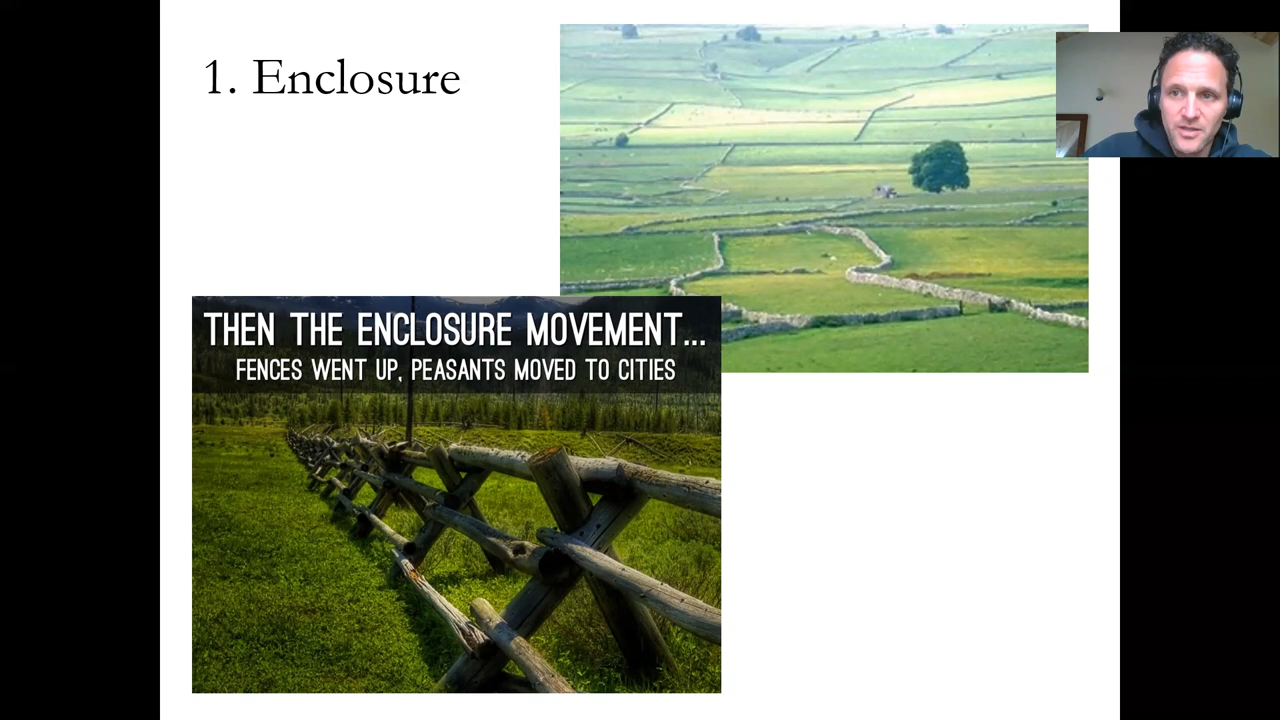 1. Enclosure
THEN THE ENCLOSURE MOVEMENT...
FENCES WENT UP, PEASANTS MOVED TO CITIES